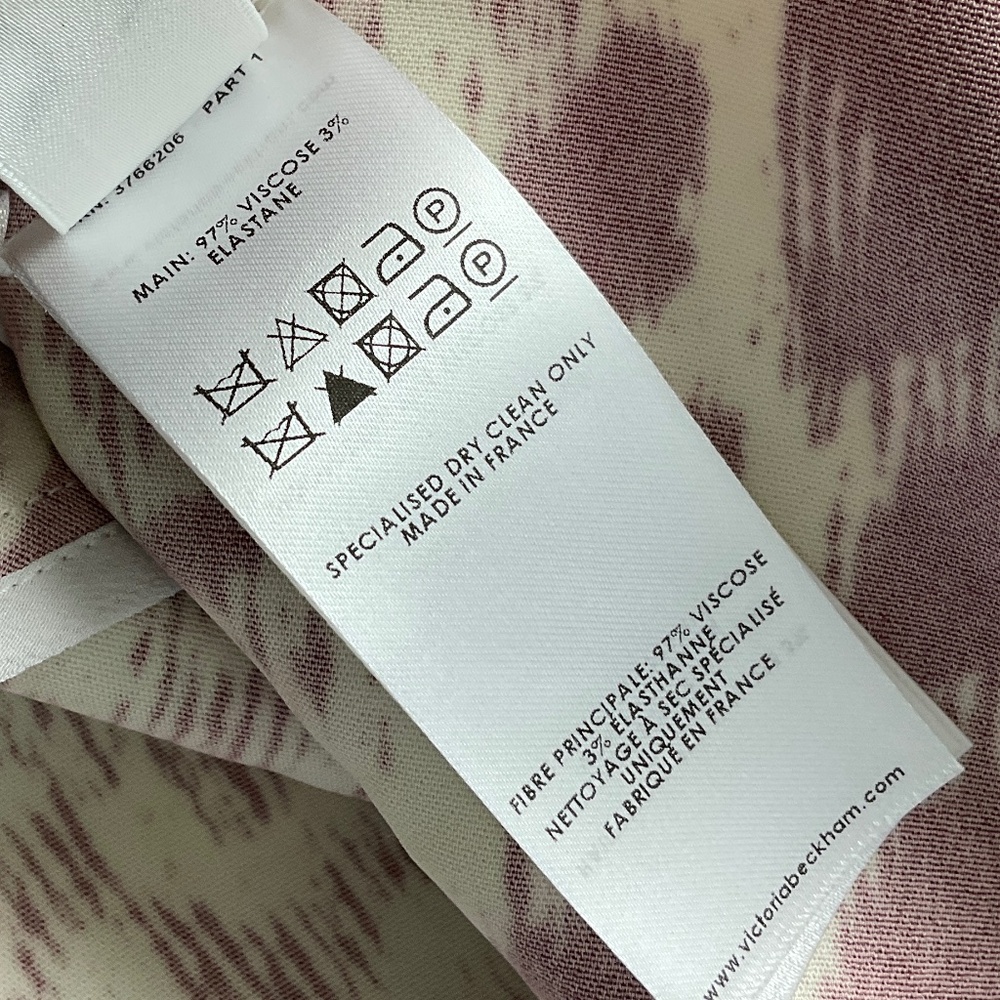 3766206 PART 1
MAIN: 97% VISCOSE 3%
ELASTANE
P
P
SPECIALISED DRY CLEAN ONLY
MADE IN FRANCE
FIBRE PRINCIPALE: 97% VISCOSE
3% ÉLASTHANNE
NETTOYAGE À SEC SPÉCIALISÉ
UNIQUEMENT
FABRIQUÉ EN FRANCE
www.victoriabeckham.com